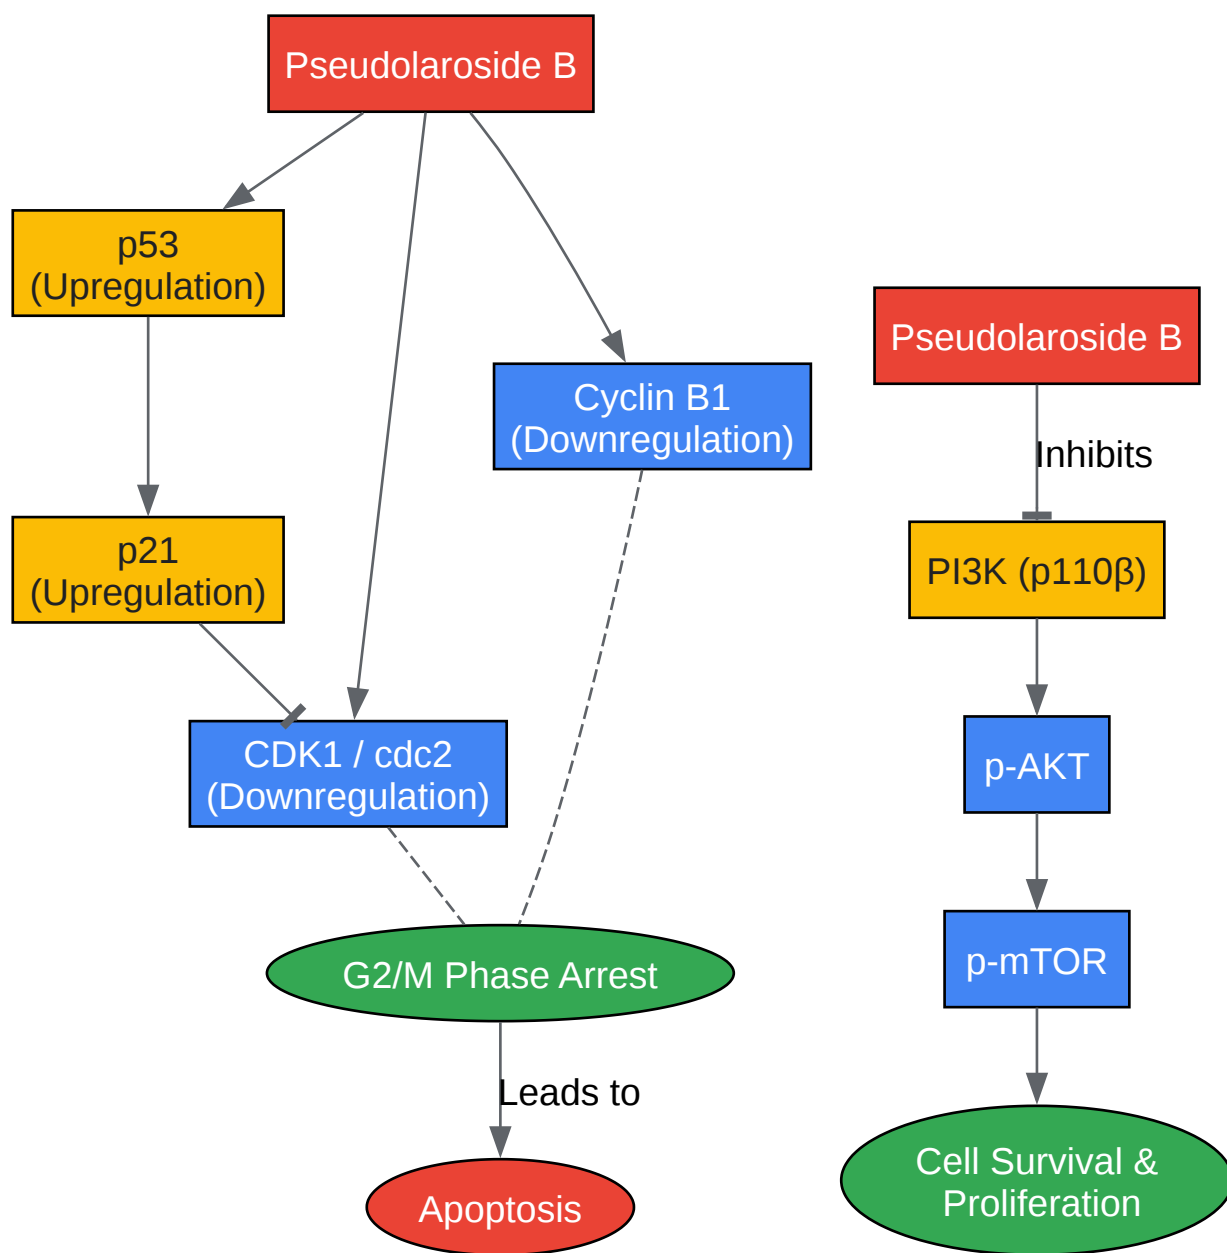 Pseudolaroside B
p53
(Upregulation)
Cyclin B1
(Downregulation)
p21
(Upregulation)
CDK1 / cdc2
(Downregulation)
G2/M Phase Arrest
Leads to
Apoptosis
Pseudolaroside B
Inhibits
PI3K (p110β)
p-AKT
p-mTOR
Cell Survival &
Proliferation